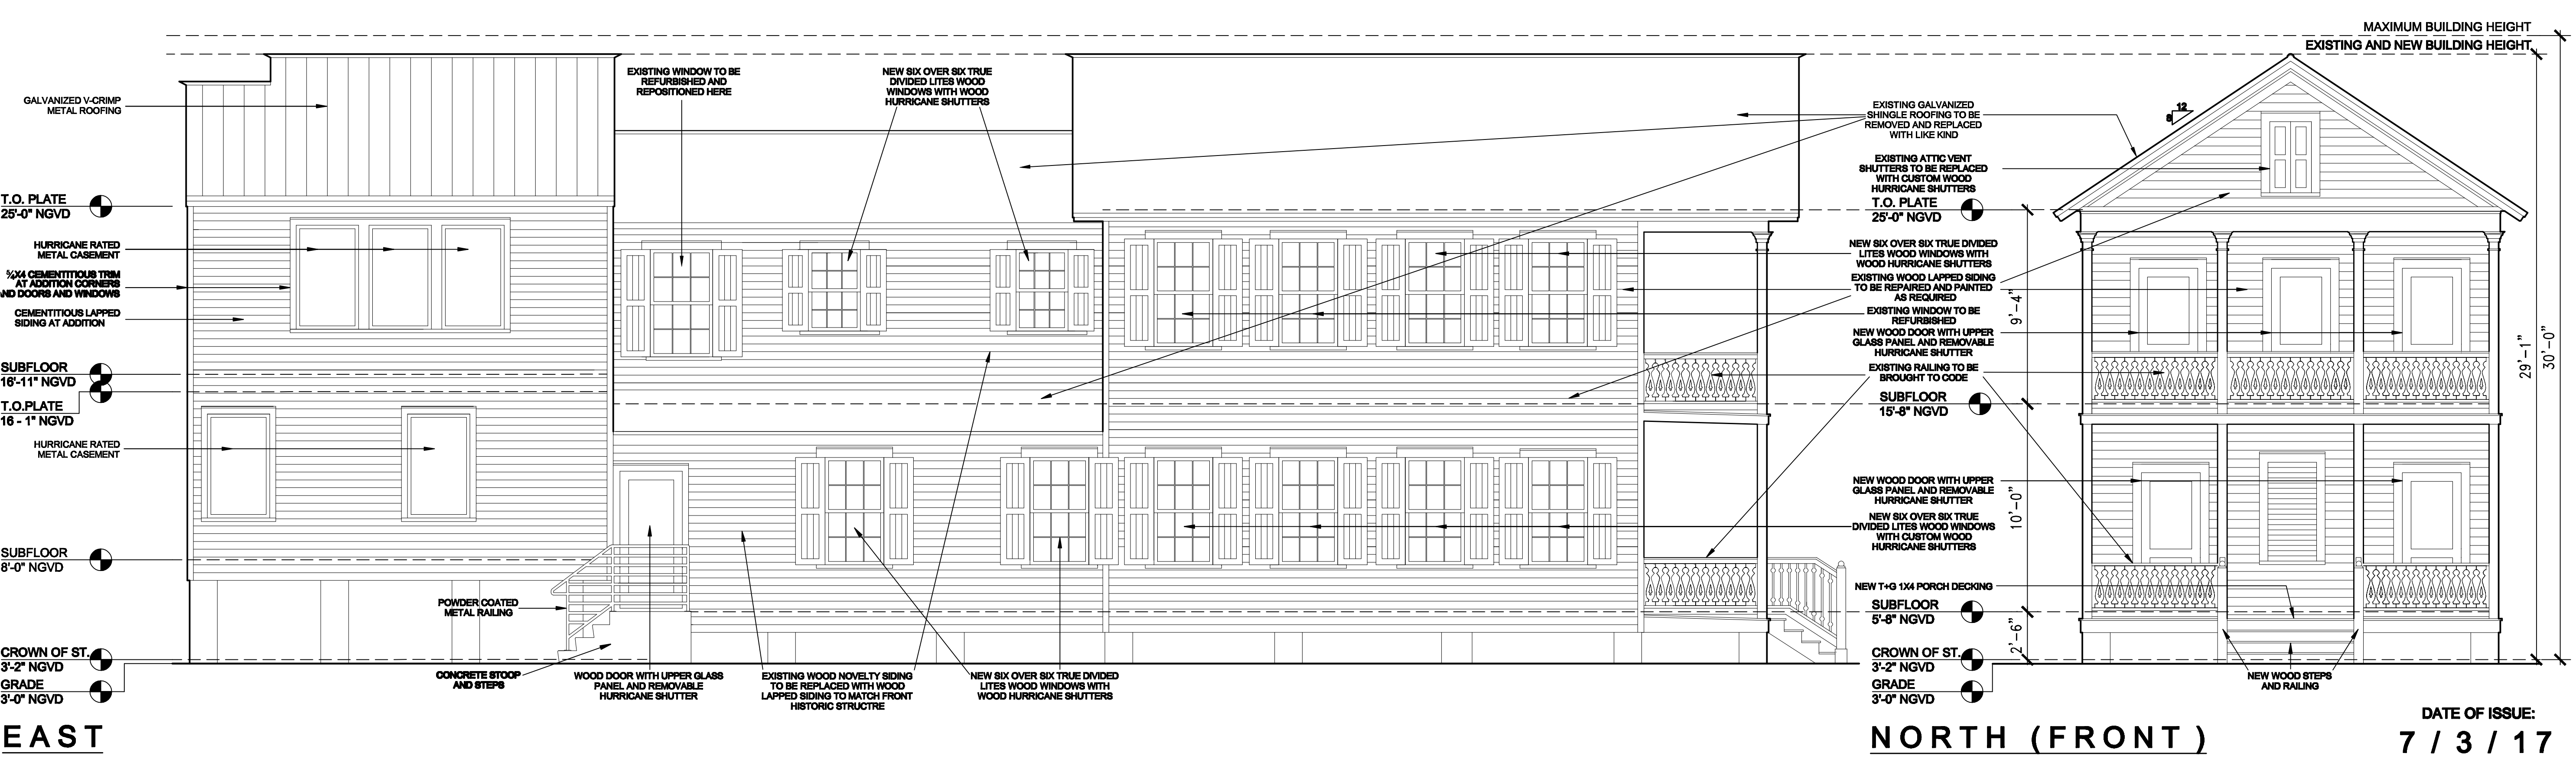 MAXIMUM BUILDING HEIGHT
EXISTING AND NEW BUILDING HEIGHT
GALVANIZED V-CRIMP
METAL ROOFING
T.O. PLATE
25'-0" NGVD
HURRICANE RATED
METAL CASEMENT
¾X4 CEMENTITIOUS TRIM
AT ADDITION CORNERS
ND DOORS AND WINDOWS
CEMENTITIOUS LAPPED
SIDING AT ADDITION
SUBFLOOR
16'-11" NGVD
T.O.PLATE
16 - 1" NGVD
HURRICANE RATED
METAL CASEMENT
SUBFLOOR
8'-0" NGVD
CROWN OF ST.
3'-2" NGVD
GRADE
3'-0" NGVD
EAST
EXISTING WINDOW TO BE
REFURBISHED AND
REPOSITIONED HERE
NEW SIX OVER SIX TRUE
DIVIDED LITES WOOD
WINDOWS WITH WOOD
HURRICANE SHUTTERS
POWDER COATED
METAL RAILING
CONCRETE STOOP
AND STEPS
WOOD DOOR WITH UPPER GLASS
PANEL AND REMOVABLE
HURRICANE SHUTTER
EXISTING WOOD NOVELTY SIDING
TO BE REPLACED WITH WOOD
LAPPED SIDING TO MATCH FRONT
HISTORIC STRUCTRE
NEW SIX OVER SIX TRUE DIVIDED
LITES WOOD WINDOWS WITH
WOOD HURRICANE SHUTTERS
EXISTING GALVANIZED
SHINGLE ROOFING TO BE
REMOVED AND REPLACED
WITH LIKE KIND
EXISTING ATTIC VENT
SHUTTERS TO BE REPLACED
WITH CUSTOM WOOD
HURRICANE SHUTTERS
T.O. PLATE
25'-0" NGVD
NEW SIX OVER SIX TRUE DIVIDED
LITES WOOD WINDOWS WITH
WOOD HURRICANE SHUTTERS
EXISTING WOOD LAPPED SIDING
TO BE REPAIRED AND PAINTED
AS REQUIRED
EXISTING WINDOW TO BE
REFURBISHED
NEW WOOD DOOR WITH UPPER
GLASS PANEL AND REMOVABLE
HURRICANE SHUTTER
EXISTING RAILING TO BE
BROUGHT TO CODE
SUBFLOOR
15'-8" NGVD
NEW WOOD DOOR WITH UPPER
GLASS PANEL AND REMOVABLE
HURRICANE SHUTTER
NEW SIX OVER SIX TRUE
DIVIDED LITES WOOD WINDOWS
WITH CUSTOM WOOD
HURRICANE SHUTTERS
NEW T+G 1X4 PORCH DECKING
SUBFLOOR
5'-8" NGVD
CROWN OF ST.
3'-2" NGVD
GRADE
3'-0" NGVD
9'-4"
10'-0"
2'-6"
12
8
29'-1"
30'-0"
NEW WOOD STEPS
AND RAILING
NORTH (FRONT)
DATE OF ISSUE:
7 / 3 / 17